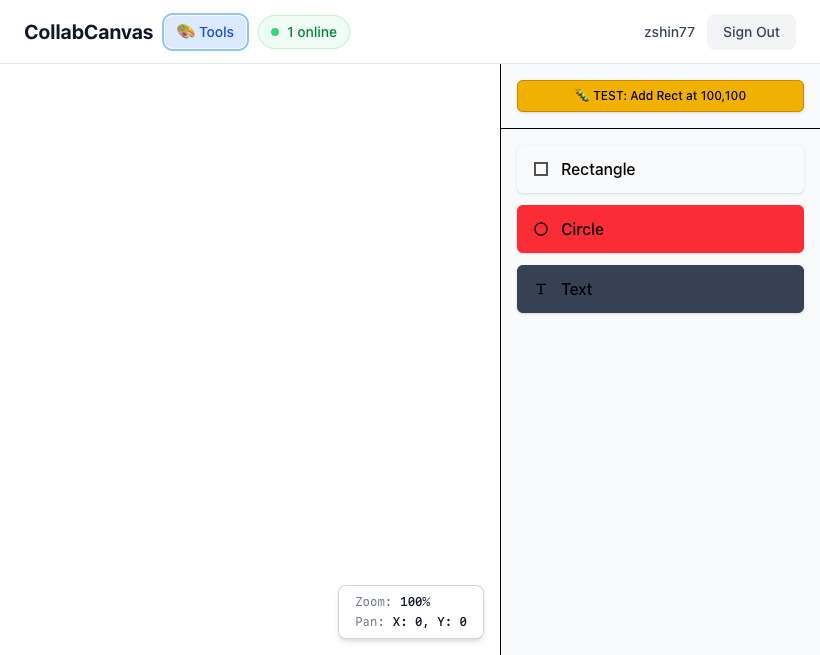 CollabCanvas
🎨 Tools
1 online
zshin77
Sign Out
🐛 TEST: Add Rect at 100,100
Rectangle
Circle
T Text
Zoom: 100%
Pan: X: 0, Y: 0